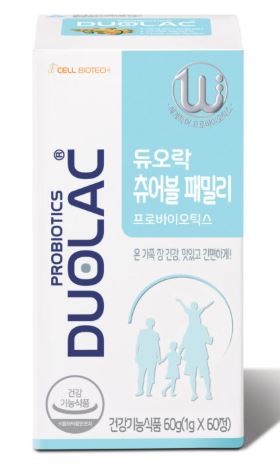 CELL BIOTECH
PROBIOTICS
DUOLAC®
듀오락
츄어블 패밀리
프로바이오틱스
온 가족 장 건강, 맛있고 간편하게!
건강
기능식품
건강기능식품 60g(1g X 60정)